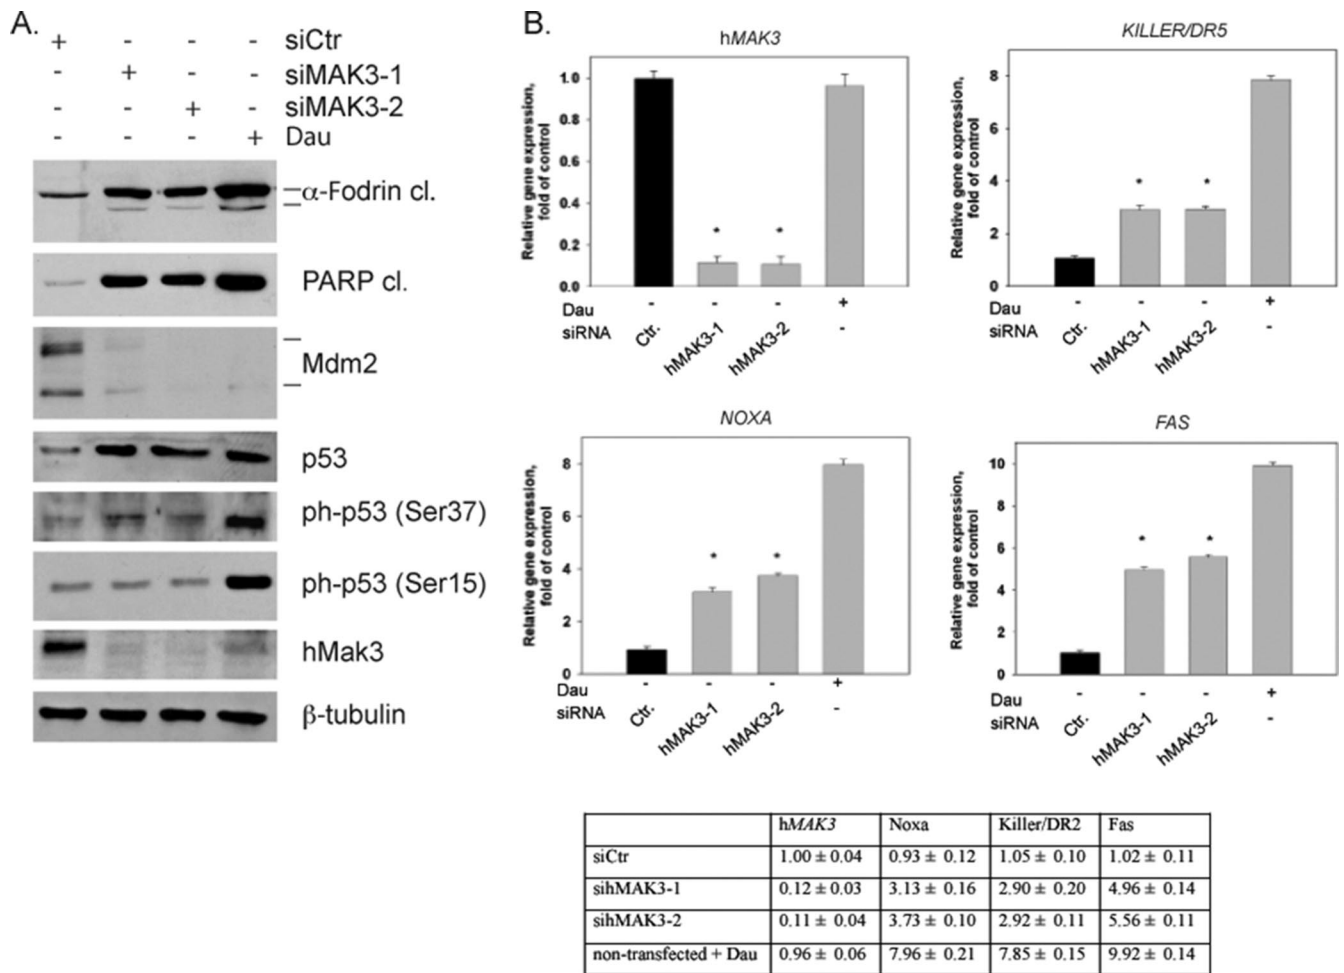 A.
+ - - - siCtr
- + - - siMAK3-1
- - + - siMAK3-2
- - - + Dau
α-Fodrin cl.
PARP cl.
Mdm2
p53
ph-p53 (Ser37)
ph-p53 (Ser15)
hMak3
β-tubulin
B.
hMAK3
Relative gene expression,
fold of control
1.0
0.8
0.6
0.4
0.2
0.0
Dau - - - +
siRNA Ctr. hMAK3-1 hMAK3-2 -
KILLER/DR5
Relative gene expression,
fold of control
8
6
4
2
0
Dau - - - +
siRNA Ctr. hMAK3-1 hMAK3-2 -
* *
* *
NOXA
Relative gene expression,
fold of control
8
6
4
2
0
* *
Dau - - - +
siRNA Ctr. hMAK3-1 hMAK3-2 -
FAS
Relative gene expression,
fold of control
10
8
6
4
2
0
* *
Dau - - - +
siRNA Ctr. hMAK3-1 hMAK3-2 -
hMAK3 Noxa Killer/DR2 Fas
siCtr 1.00 ± 0.04 0.93 ± 0.12 1.05 ± 0.10 1.02 ± 0.11
sihMAK3-1 0.12 ± 0.03 3.13 ± 0.16 2.90 ± 0.20 4.96 ± 0.14
sihMAK3-2 0.11 ± 0.04 3.73 ± 0.10 2.92 ± 0.11 5.56 ± 0.11
non-transfected + Dau 0.96 ± 0.06 7.96 ± 0.21 7.85 ± 0.15 9.92 ± 0.14